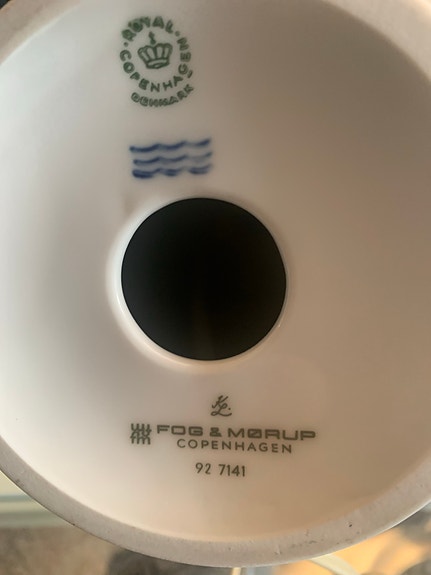 ROYAL COPENHAGEN
DENMARK
FOG & MØRUP
COPENHAGEN
92 7141